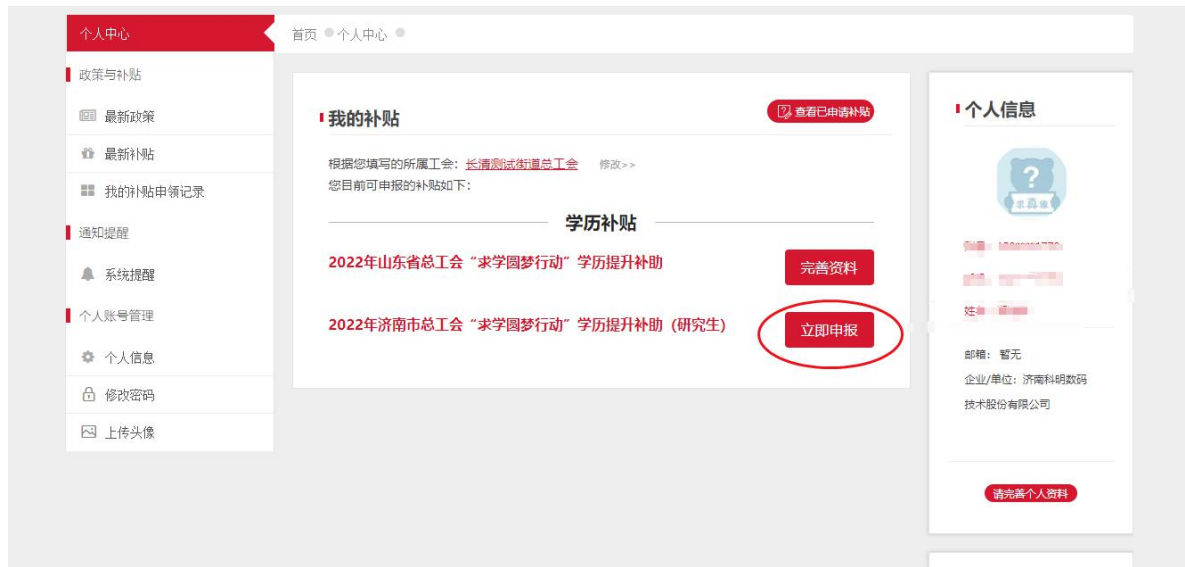 个人中心
首页 个人中心
政策与补贴
最新政策
最新补贴
我的补贴申领记录
通知提醒
系统提醒
个人账号管理
个人信息
修改密码
上传头像
我的补贴
查看已申请补贴
根据您填写的所属工会：长清测试街道总工会 修改>>
您目前可申报的补贴如下：
学历补贴
2022年山东省总工会“求学圆梦行动”学历提升补助
完善资料
2022年济南市总工会“求学圆梦行动”学历提升补助（研究生）
立即申报
个人信息
?
求真像
邮箱： 暂无
企业/单位：济南科明数码
技术股份有限公司
请完善个人资料